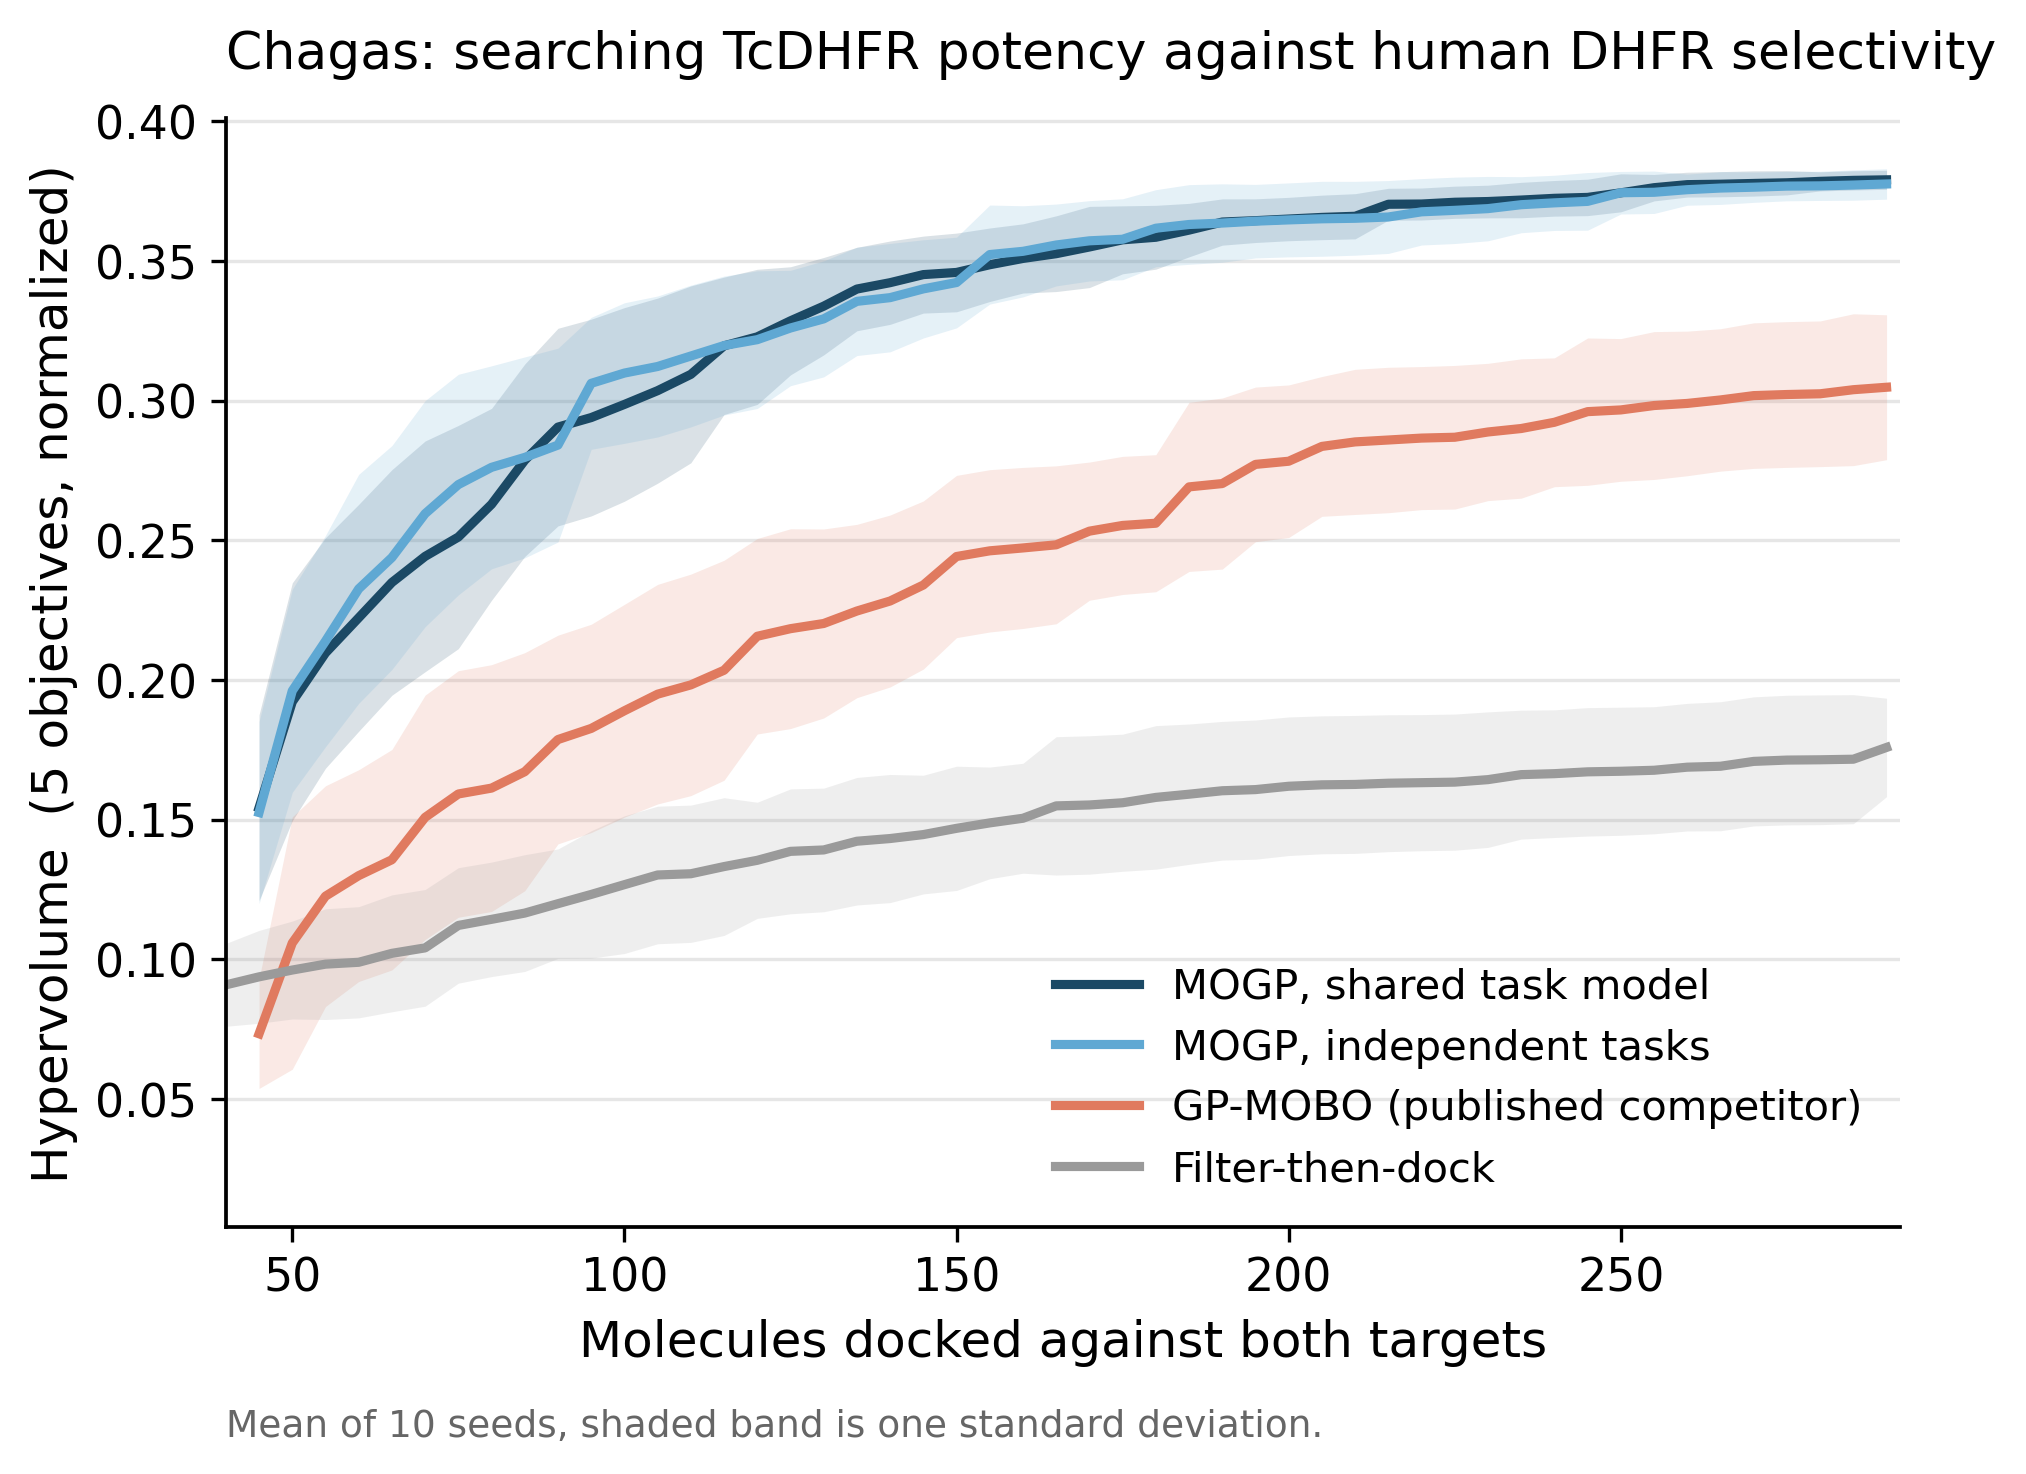 Chagas: searching TcDHFR potency against human DHFR selectivity
Hypervolume  (5 objectives, normalized)
0.40
0.35
0.30
0.25
0.20
0.15
0.10
0.05
MOGP, shared task model
MOGP, independent tasks
GP-MOBO (published competitor)
Filter-then-dock
50 100 150 200 250
Molecules docked against both targets
Mean of 10 seeds, shaded band is one standard deviation.